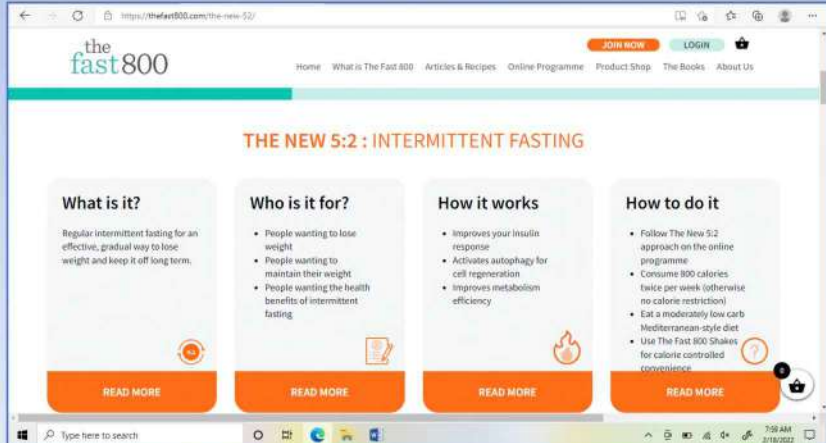 https://thefast800.com/the-new-52/
the
fast800
JOIN NOW
LOGIN
Home What is The Fast 800 Articles & Recipes Online Programme Product Shop The Books About Us
THE NEW 5:2 : INTERMITTENT FASTING
What is it?
Regular intermittent fasting for an
effective, gradual way to lose
weight and keep it off long term.
5:2
READ MORE
Who is it for?
• People wanting to lose
weight
• People wanting to
maintain their weight
• People wanting the health
benefits of intermittent
fasting
READ MORE
How it works
• Improves your insulin
response
• Activates autophagy for
cell regeneration
• Improves metabolism
efficiency
READ MORE
How to do it
• Follow The New 5:2
approach on the online
programme
• Consume 800 calories
twice per week (otherwise
no calorie restriction)
• Eat a moderately low carb
Mediterranean-style diet
• Use The Fast 800 Shakes
for calorie controlled
convenience
?
READ MORE
0
Type here to search
7:59 AM
2/18/2022